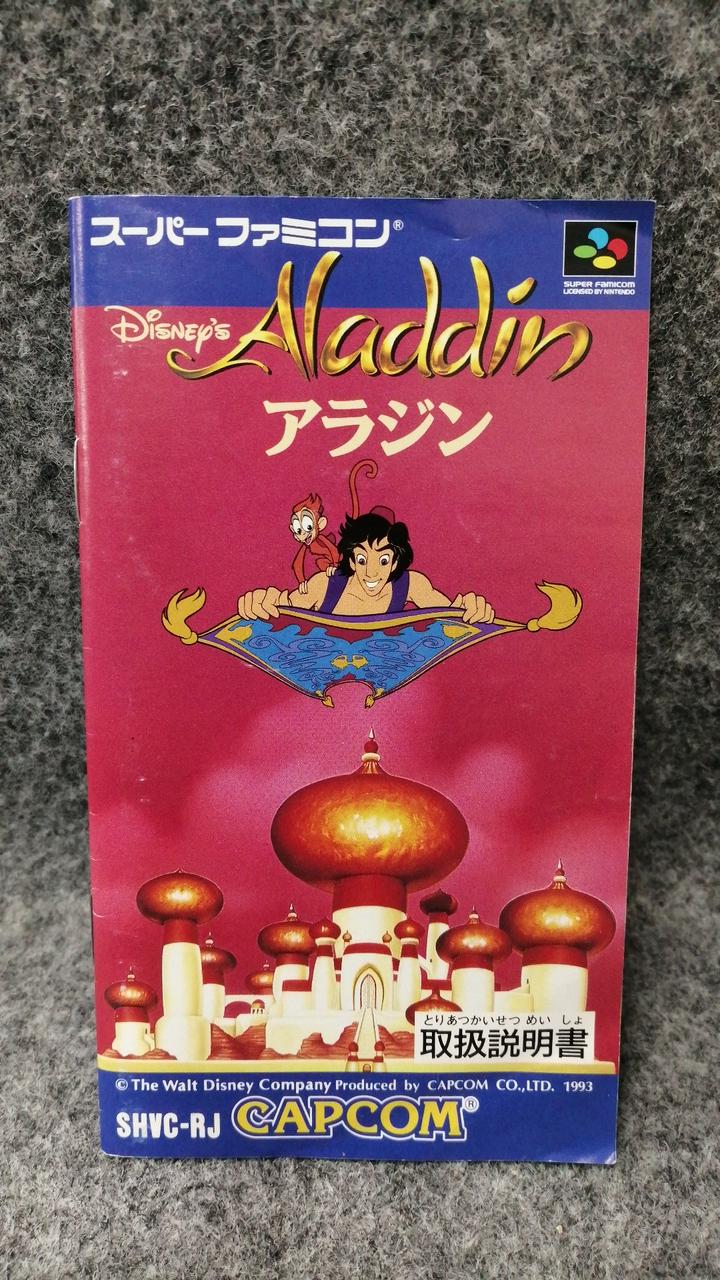 スーパーファミコン®
SUPER FAMICOM
LICENSED BY NINTENDO
Disney's Aladdin
アラジン
とりあつかいせつめいしょ
取扱説明書
© The Walt Disney Company Produced by CAPCOM CO.,LTD. 1993
SHVC-RJ CAPCOM®